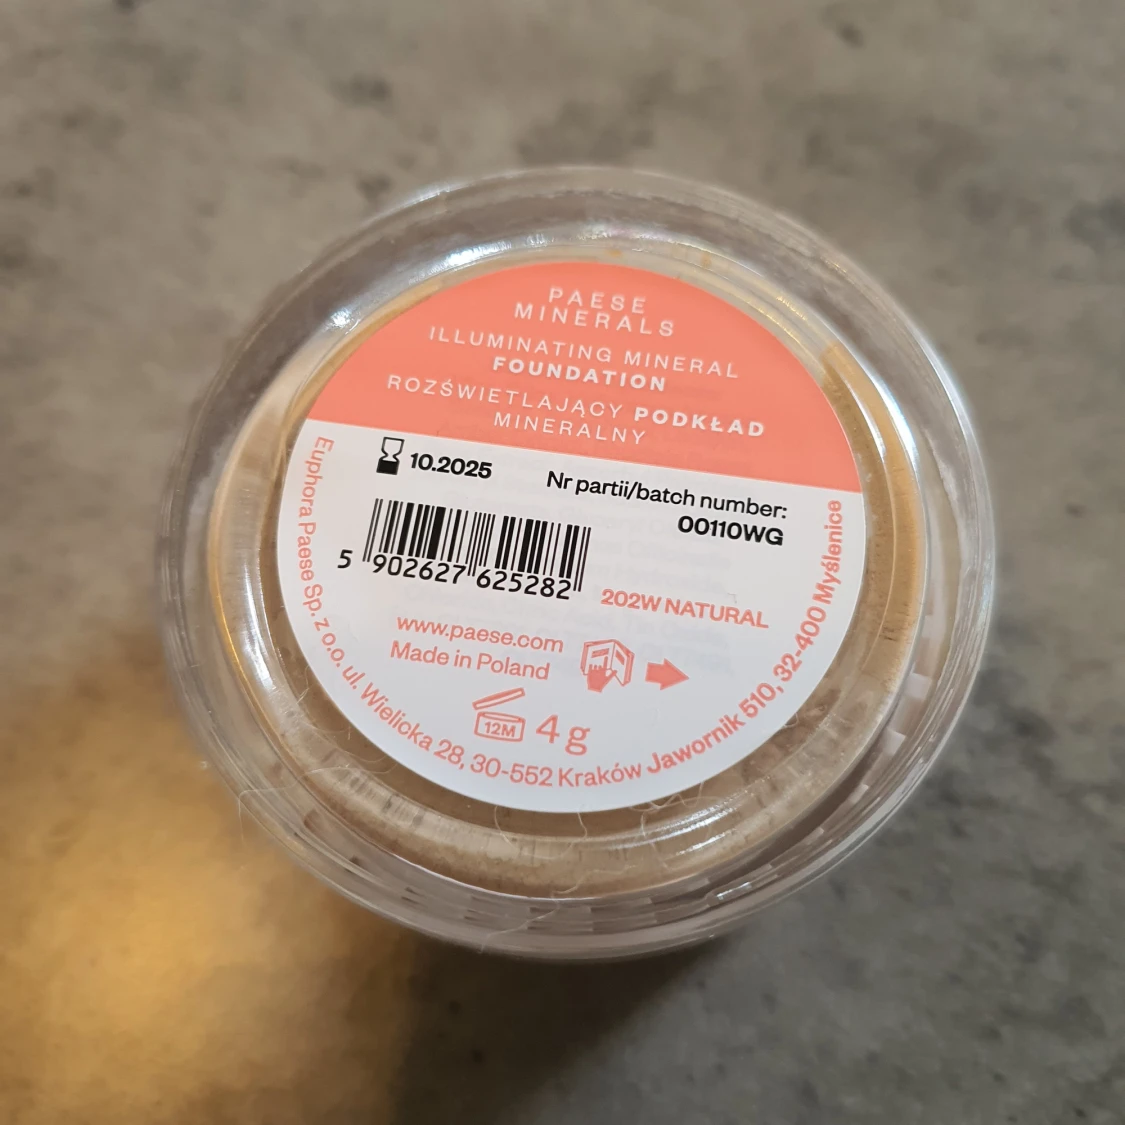 PAESE
MINERALS
ILLUMINATING MINERAL
FOUNDATION
ROZŚWIETLAJĄCY PODKŁAD
MINERALNY
10.2025
Nr partii/batch number:
00110WG
5 902627 625282
202W NATURAL
www.paese.com
Made in Poland
12M
4 g
Euphora Paese Sp. z o.o. ul. Wielicka 28, 30-552 Kraków Jawornik 510, 32-400 Myślenice